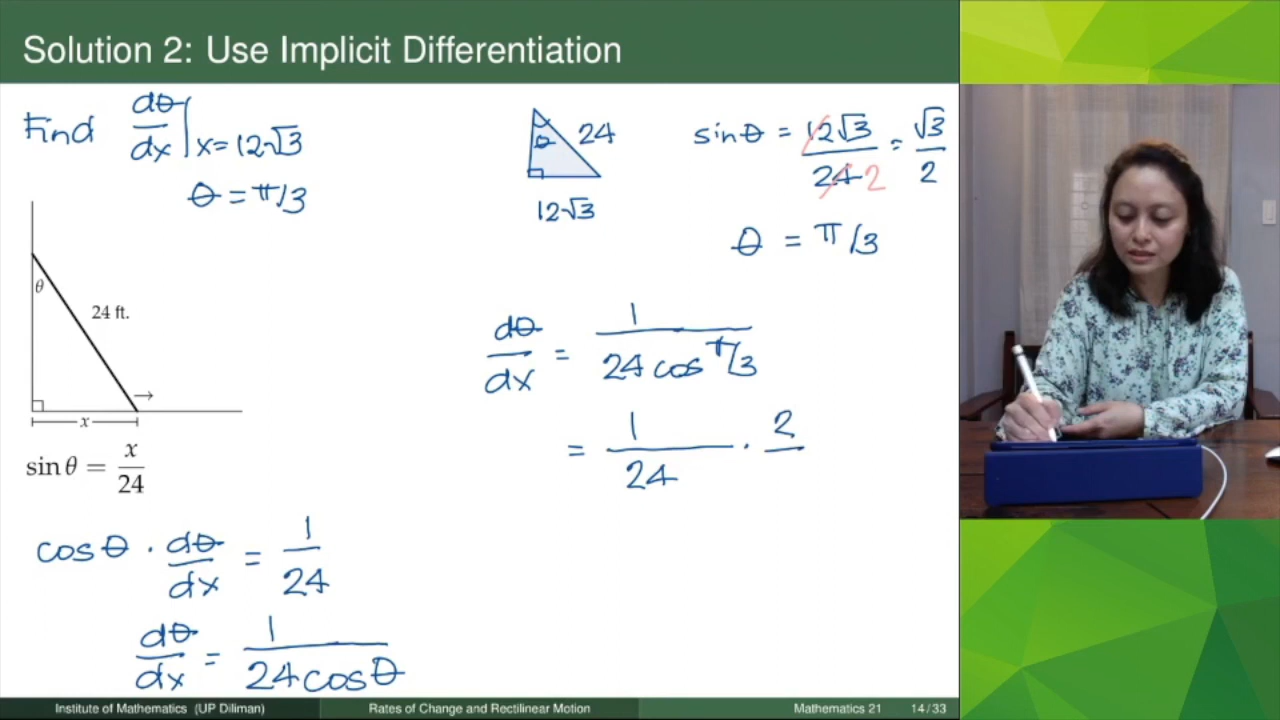 Solution 2: Use Implicit Differentiation
Find dθ/dx | x = 12√3
θ = π/3
θ
24 ft.
x
sin θ = x/24
cos θ · dθ/dx = 1/24
dθ/dx = 1/(24 cos θ)
θ
24
12√3
sin θ = 12√3/24 2 = √3/2
θ = π/3
dθ/dx = 1/(24 cos π/3)
= 1/24 · 2/
Institute of Mathematics (UP Diliman)
Rates of Change and Rectilinear Motion
Mathematics 21
14 / 33